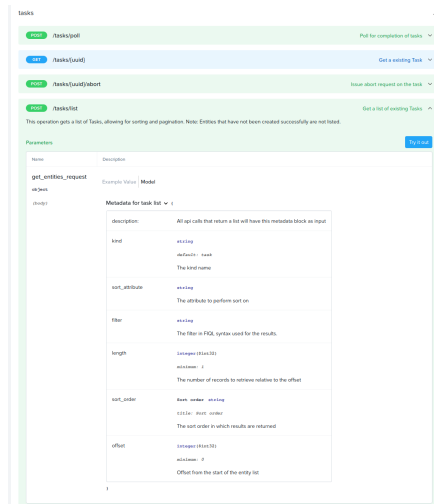 tasks
POST /tasks/poll Poll for completion of tasks
GET /tasks/{uuid} Get a existing Task
POST /tasks/{uuid}/abort Issue abort request on the task
POST /tasks/list Get a list of existing Tasks
This operation gets a list of Tasks, allowing for sorting and pagination. Note: Entities that have not been created successfully are not listed.
Parameters Try it out
Name Description
get_entities_request
object
(body)
Example Value Model
Metadata for task list {
description: All api calls that return a list will have this metadata block as input
kind string
default: task
The kind name
sort_attribute string
The attribute to perform sort on
filter string
The filter in FIQL syntax used for the results.
length integer($int32)
minimum: 1
The number of records to retrieve relative to the offset
sort_order Sort order string
title: Sort order
The sort order in which results are returned
offset integer($int32)
minimum: 0
Offset from the start of the entity list
}